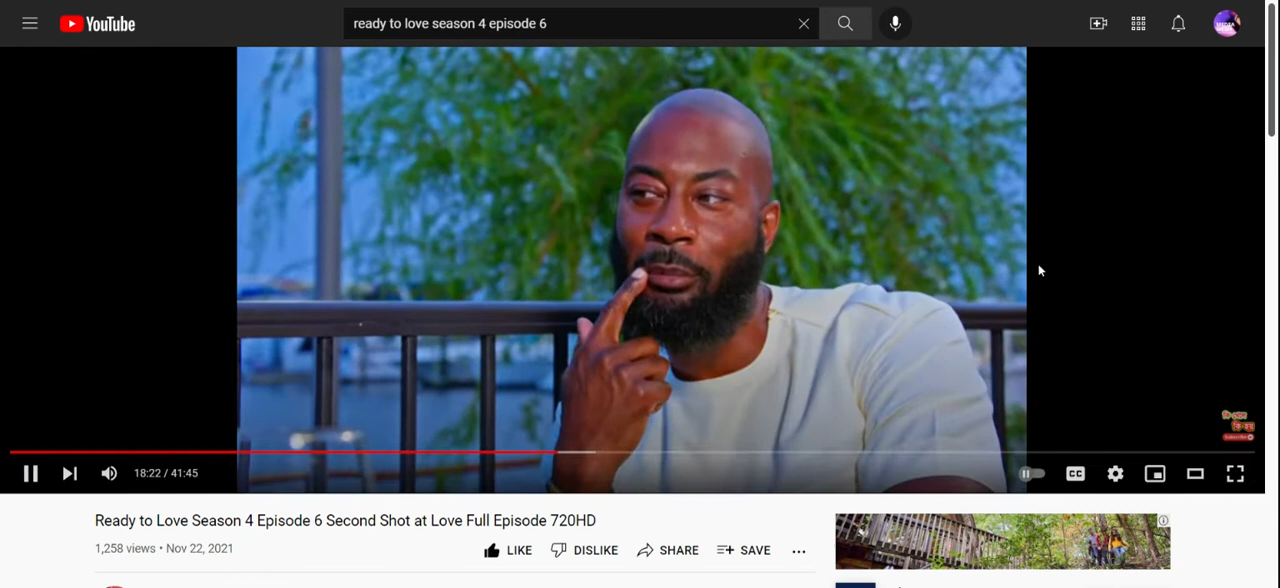 YouTube
ready to love season 4 episode 6
18:22 / 41:45
CC
Ready to Love Season 4 Episode 6 Second Shot at Love Full Episode 720HD
1,258 views • Nov 22, 2021
LIKE
DISLIKE
SHARE
SAVE